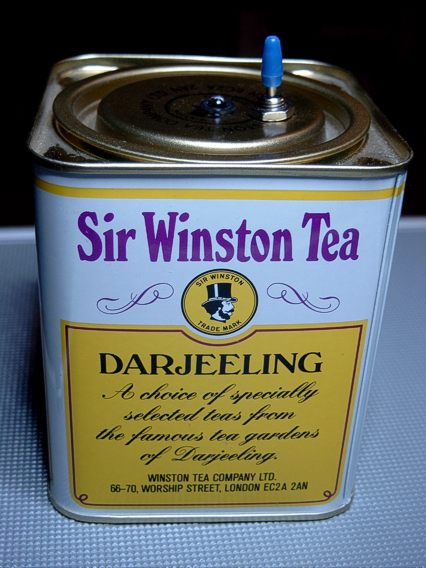 Sir Winston Tea
SIR WINSTON
TRADE MARK
DARJEELING
A choice of specially
selected teas from
the famous tea gardens
of Darjeeling.
WINSTON TEA COMPANY LTD.
66-70, WORSHIP STREET, LONDON EC2A 2AN